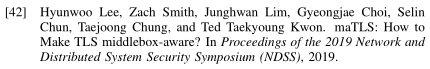 [42] Hyunwoo Lee, Zach Smith, Junghwan Lim, Gyeongjae Choi, Selin
Chun, Taejoong Chung, and Ted Taekyoung Kwon. maTLS: How to
Make TLS middlebox-aware? In Proceedings of the 2019 Network and
Distributed System Security Symposium (NDSS), 2019.